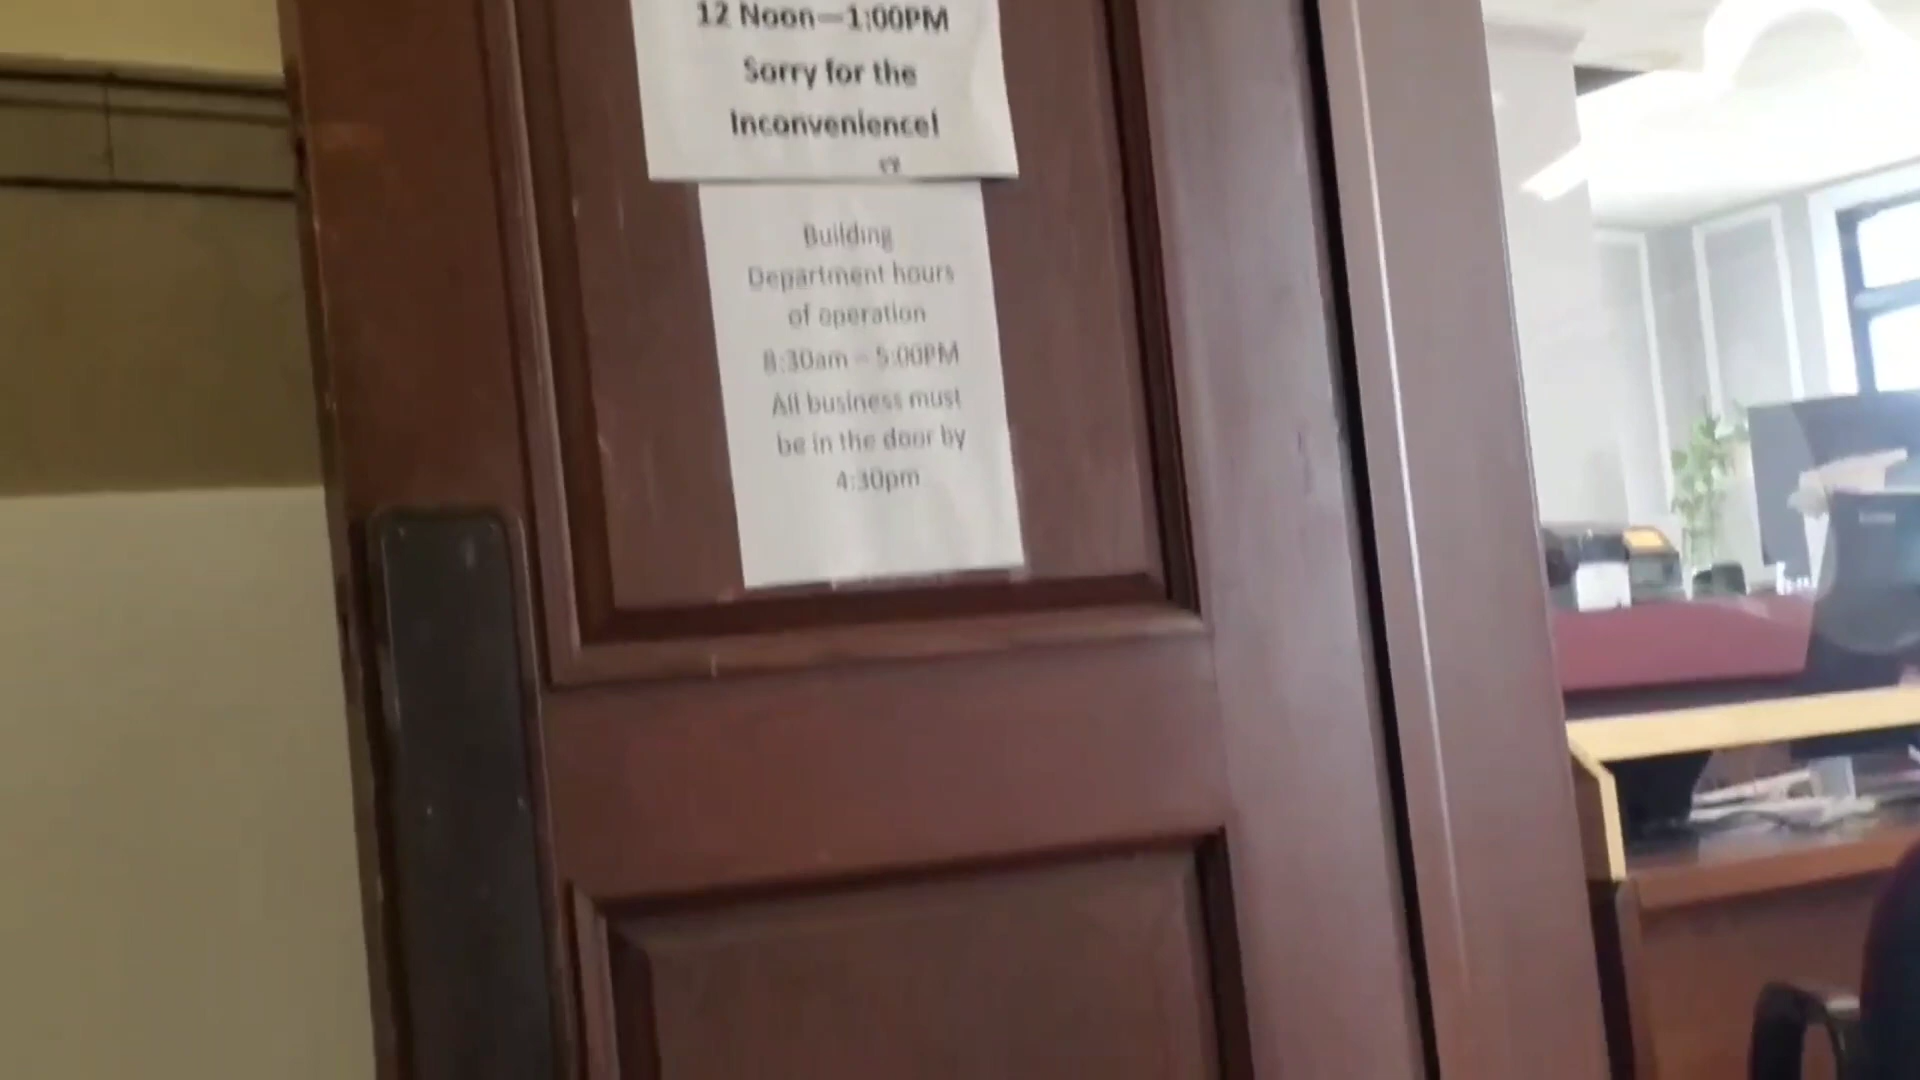 12 Noon—1:00PM
Sorry for the
Inconvenience!
Building
Department hours
of operation
8:30am – 5:00PM
All business must
be in the door by
4:30pm